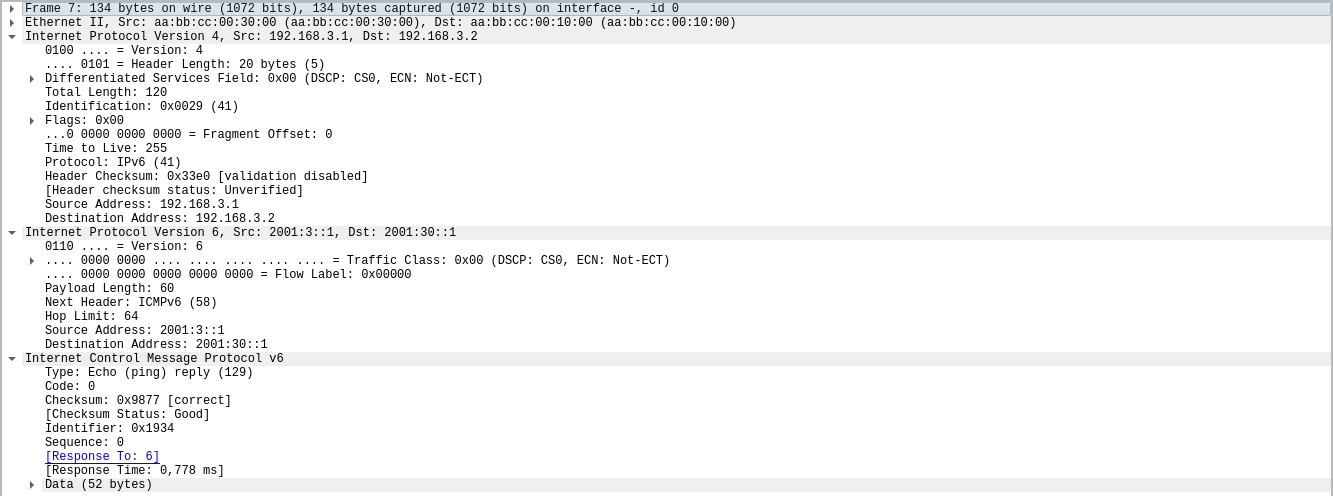 Frame 7: 134 bytes on wire (1072 bits), 134 bytes captured (1072 bits) on interface -, id 0
Ethernet II, Src: aa:bb:cc:00:30:00 (aa:bb:cc:00:30:00), Dst: aa:bb:cc:00:10:00 (aa:bb:cc:00:10:00)
Internet Protocol Version 4, Src: 192.168.3.1, Dst: 192.168.3.2
0100 .... = Version: 4
.... 0101 = Header Length: 20 bytes (5)
Differentiated Services Field: 0x00 (DSCP: CS0, ECN: Not-ECT)
Total Length: 120
Identification: 0x0029 (41)
Flags: 0x00
...0 0000 0000 0000 = Fragment Offset: 0
Time to Live: 255
Protocol: IPv6 (41)
Header Checksum: 0x33e0 [validation disabled]
[Header checksum status: Unverified]
Source Address: 192.168.3.1
Destination Address: 192.168.3.2
Internet Protocol Version 6, Src: 2001:3::1, Dst: 2001:30::1
0110 .... = Version: 6
.... 0000 0000 .... .... .... .... .... = Traffic Class: 0x00 (DSCP: CS0, ECN: Not-ECT)
.... 0000 0000 0000 0000 0000 = Flow Label: 0x00000
Payload Length: 60
Next Header: ICMPv6 (58)
Hop Limit: 64
Source Address: 2001:3::1
Destination Address: 2001:30::1
Internet Control Message Protocol v6
Type: Echo (ping) reply (129)
Code: 0
Checksum: 0x9877 [correct]
[Checksum Status: Good]
Identifier: 0x1934
Sequence: 0
[Response To: 6]
[Response Time: 0,778 ms]
Data (52 bytes)